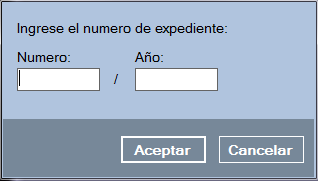 Ingrese el numero de expediente:
Numero: Año:
/
Aceptar Cancelar